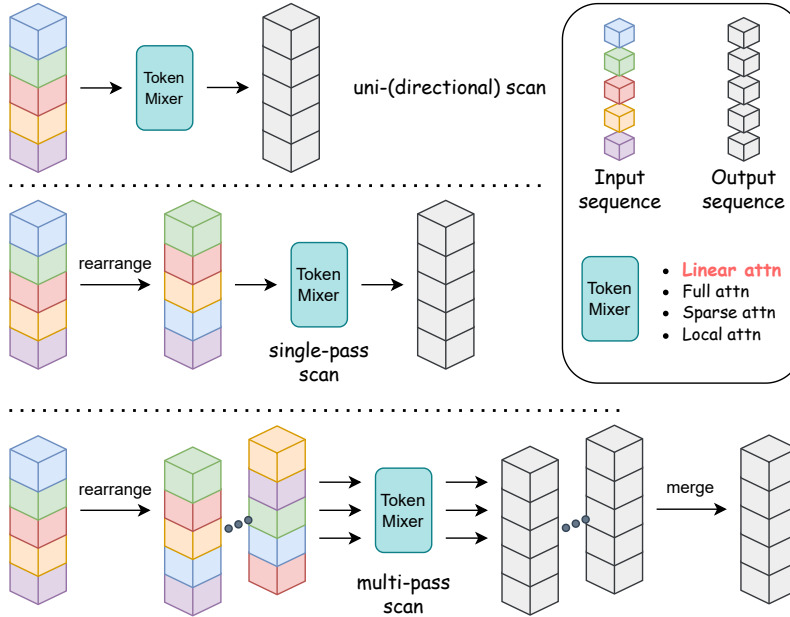 Token
Mixer
uni-(directional) scan
Input
sequence
Output
sequence
Token
Mixer
• Linear attn
• Full attn
• Sparse attn
• Local attn
rearrange
Token
Mixer
single-pass
scan
rearrange
Token
Mixer
multi-pass
scan
merge